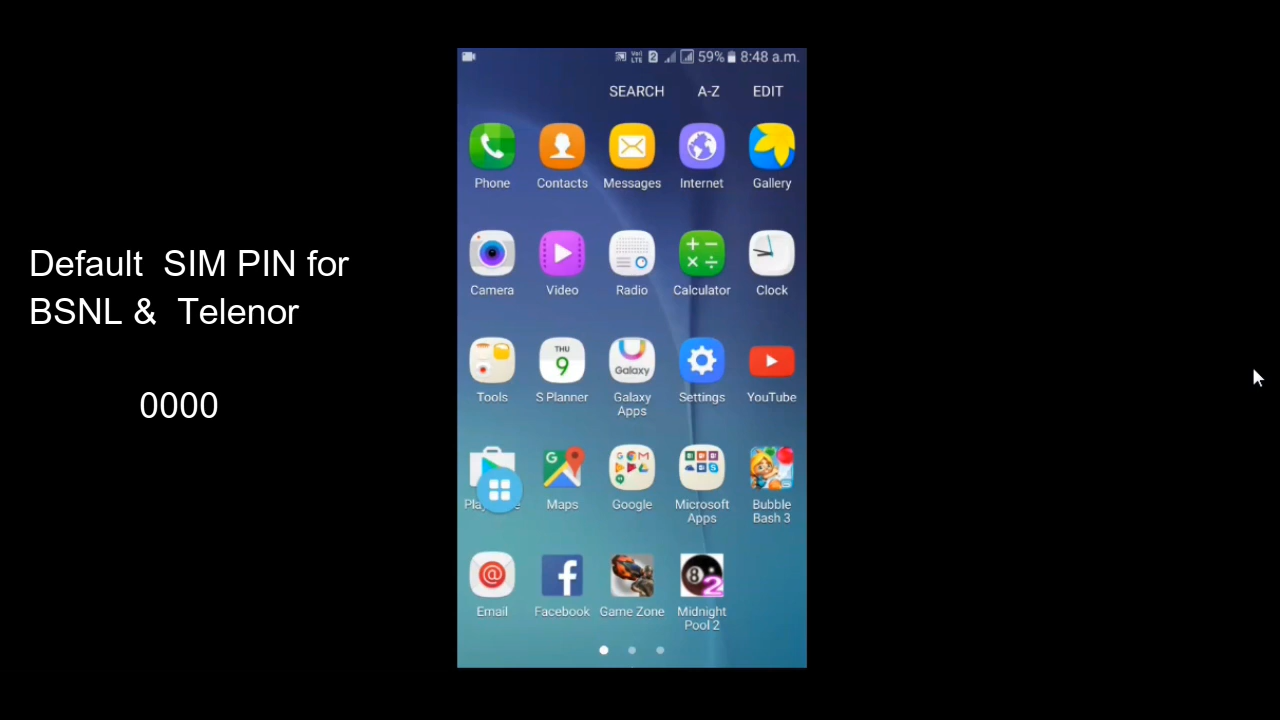 59% 8:48 a.m.
SEARCH A-Z EDIT
Phone Contacts Messages Internet Gallery
Camera Video Radio Calculator Clock
Default  SIM PIN for
BSNL &  Telenor
0000
THU
9
Galaxy
Tools S Planner Galaxy Apps Settings YouTube
Maps Google Microsoft Apps Bubble Bash 3
Email Facebook Game Zone Midnight Pool 2